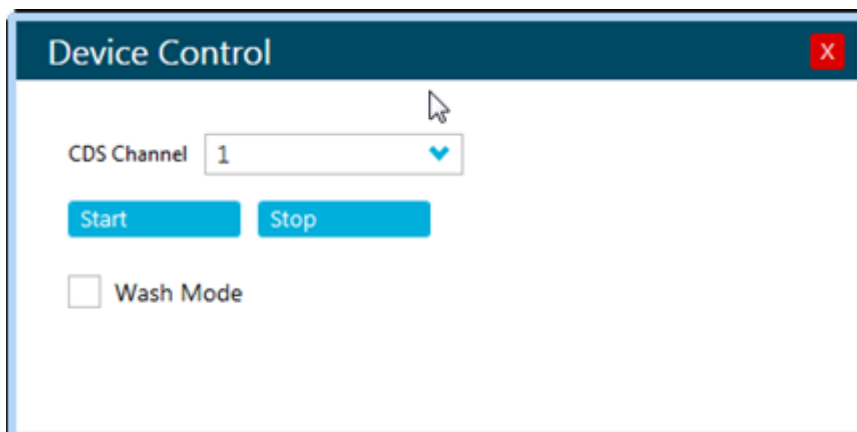 Device Control X
CDS Channel 1
Start Stop
Wash Mode